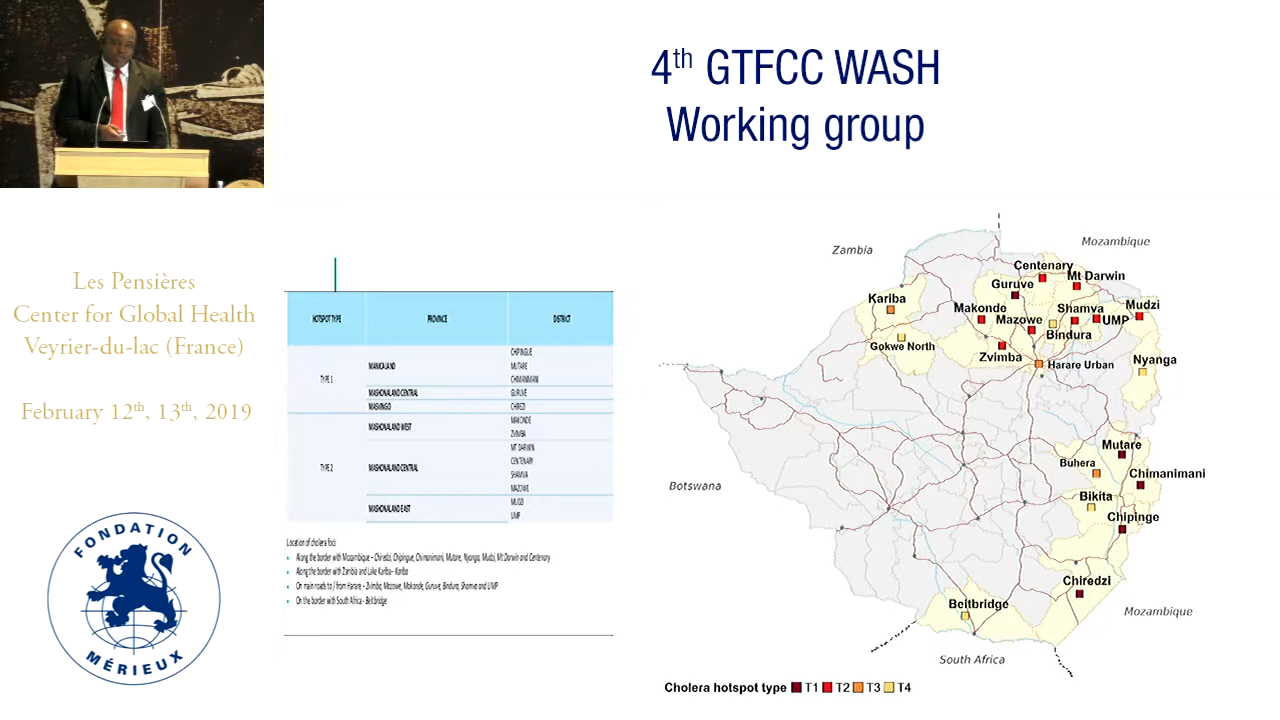 4th GTFCC WASH
Working group
Les Pensières
Center for Global Health
Veyrier-du-lac (France)
February 12th, 13th, 2019
FONDATION
MÉRIEUX
HOTSPOT TYPE PROVINCE DISTRICT
TYPE 1
MANICALAND
CHIPINGUE
MUTARE
CHIMANIMANI
MASHONALAND CENTRAL GURUVE
MASVINGO CHIREZI
TYPE 2
MASHONALAND WEST
MAKONDE
ZVIMBA
MASHONALAND CENTRAL
MT DARWIN
CENTENARY
SHAMVA
MAZOWE
MASHONALAND EAST
MUDZI
UMP
Location of cholera foci:
Along the border with Mozambique – Chiredzi, Chipingue, Chimanimani, Mutare, Nyanga, Mudzi, Mt Darwin and Centenary
Along the border with Zambia and Lake Kariba - Kariba
On main roads to / from Harare – Zvimba, Mazowe, Makonde, Guruve, Bindura, Shamva and UMP
On the border with South Africa - Beitbridge
Zambia
Mozambique
Centenary
Mt Darwin
Guruve
Kariba
Makonde
Mazowe
Shamva
UMP
Mudzi
Bindura
Gokwe North
Zvimba
Harare Urban
Nyanga
Mutare
Buhera
Chimanimani
Botswana
Bikita
Chipinge
Chiredzi
Beitbridge
Mozambique
South Africa
Cholera hotspot type T1 T2 T3 T4